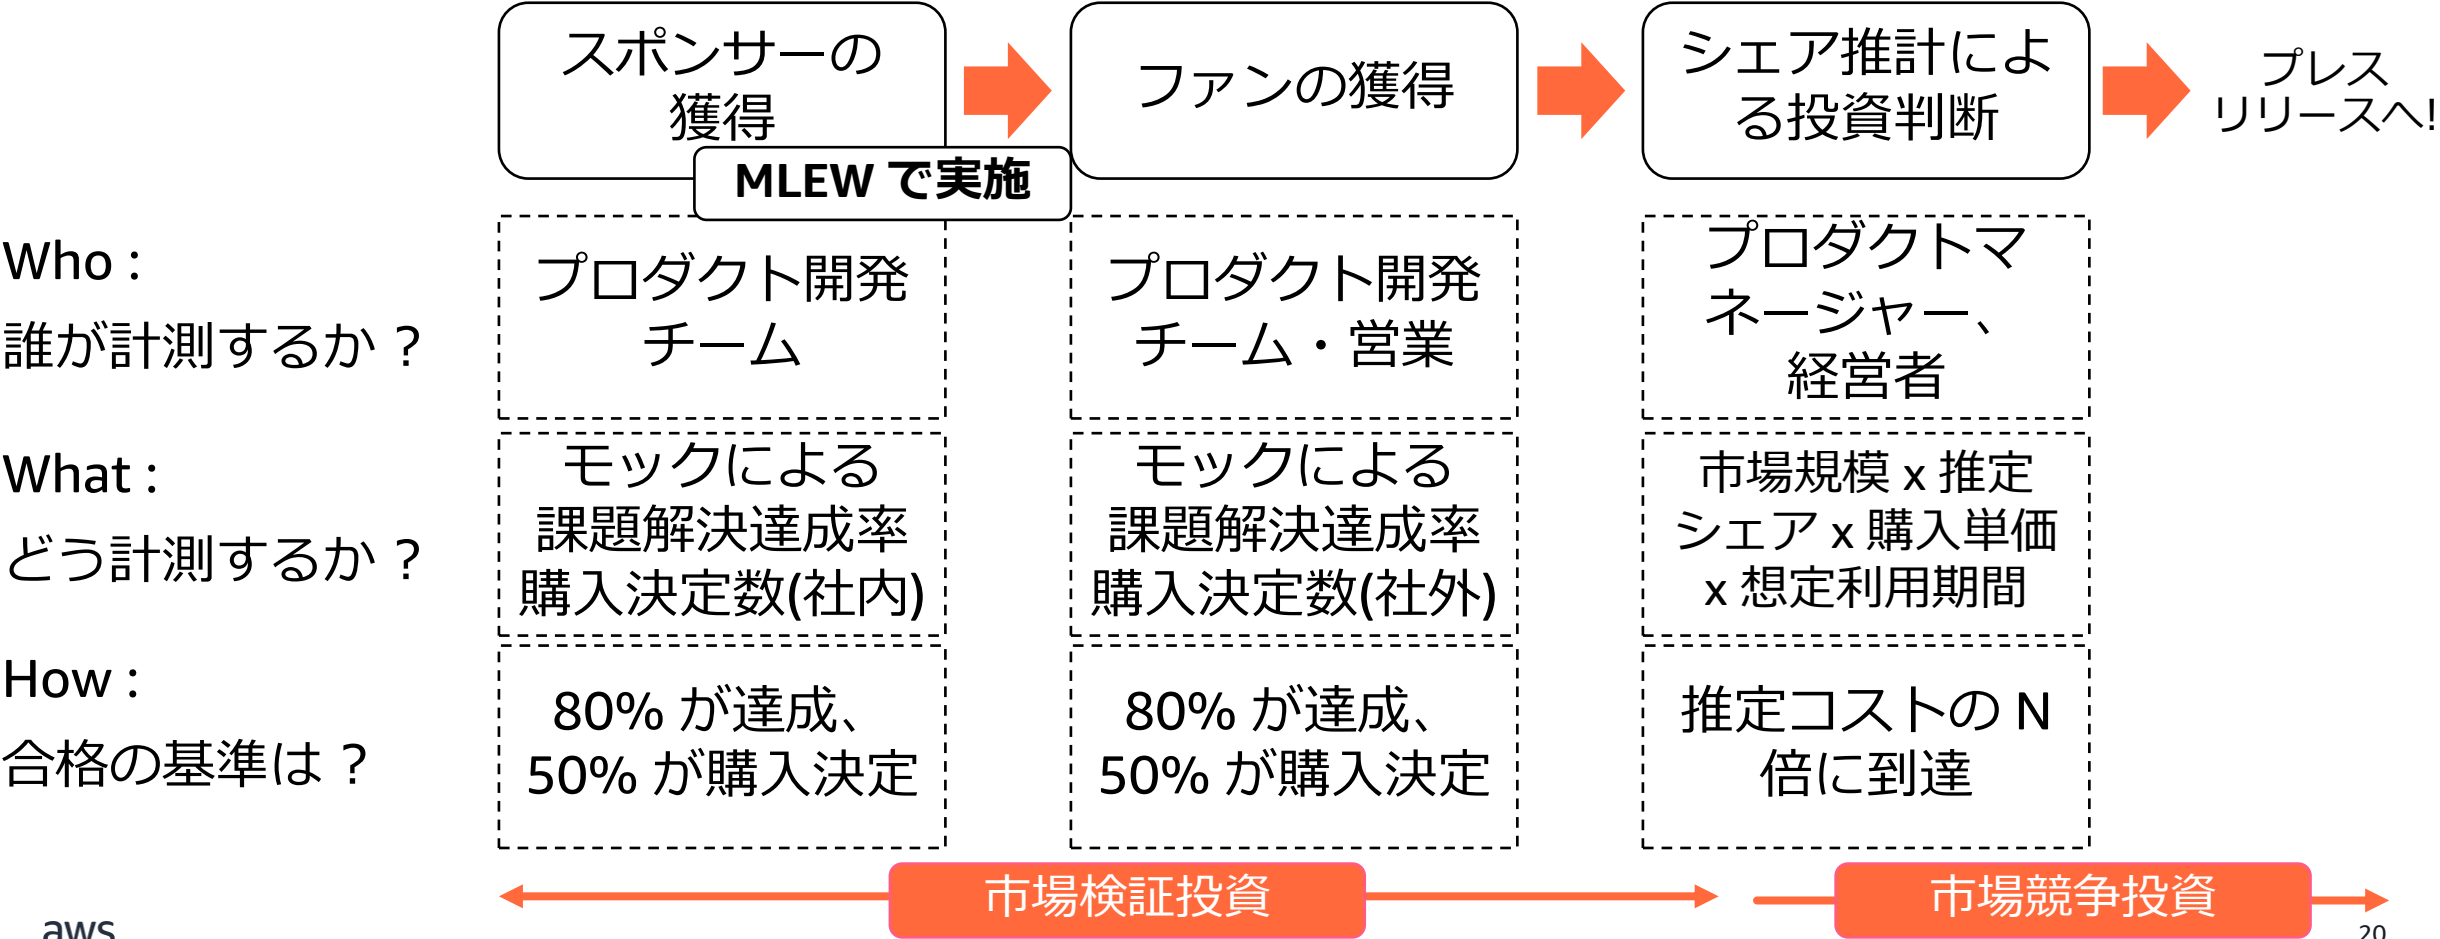 スポンサーの
獲得
ファンの獲得
シェア推計によ
る投資判断
プレス
リリースへ!
MLEW で実施
Who :
誰が計測するか？
プロダクト開発
チーム
プロダクト開発
チーム・営業
プロダクトマ
ネージャー、
経営者
What :
どう計測するか？
モックによる
課題解決達成率
購入決定数(社内)
モックによる
課題解決達成率
購入決定数(社外)
市場規模 x 推定
シェア x 購入単価
x 想定利用期間
How :
合格の基準は？
80% が達成、
50% が購入決定
80% が達成、
50% が購入決定
推定コストの N
倍に到達
市場検証投資
市場競争投資
aws
20